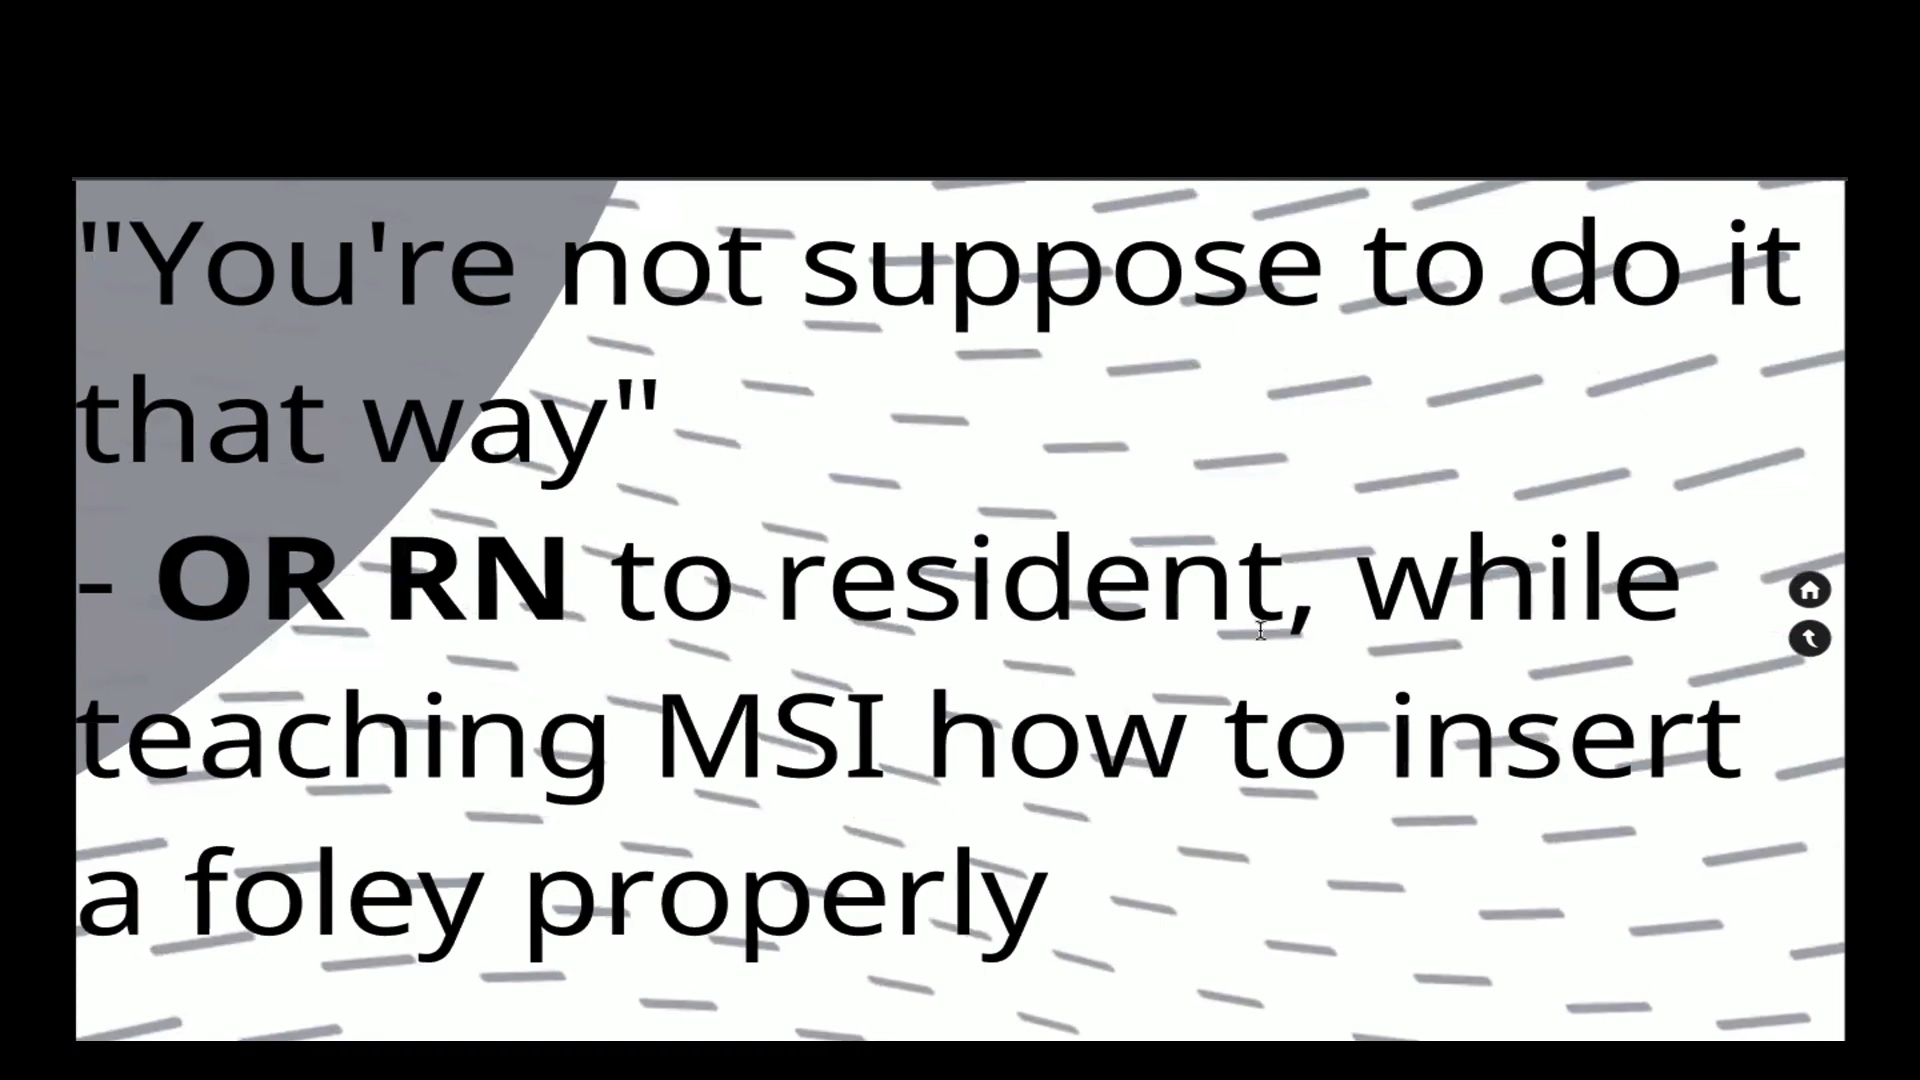 "You're not suppose to do it
that way"
- OR RN to resident, while
teaching MSI how to insert
a foley properly